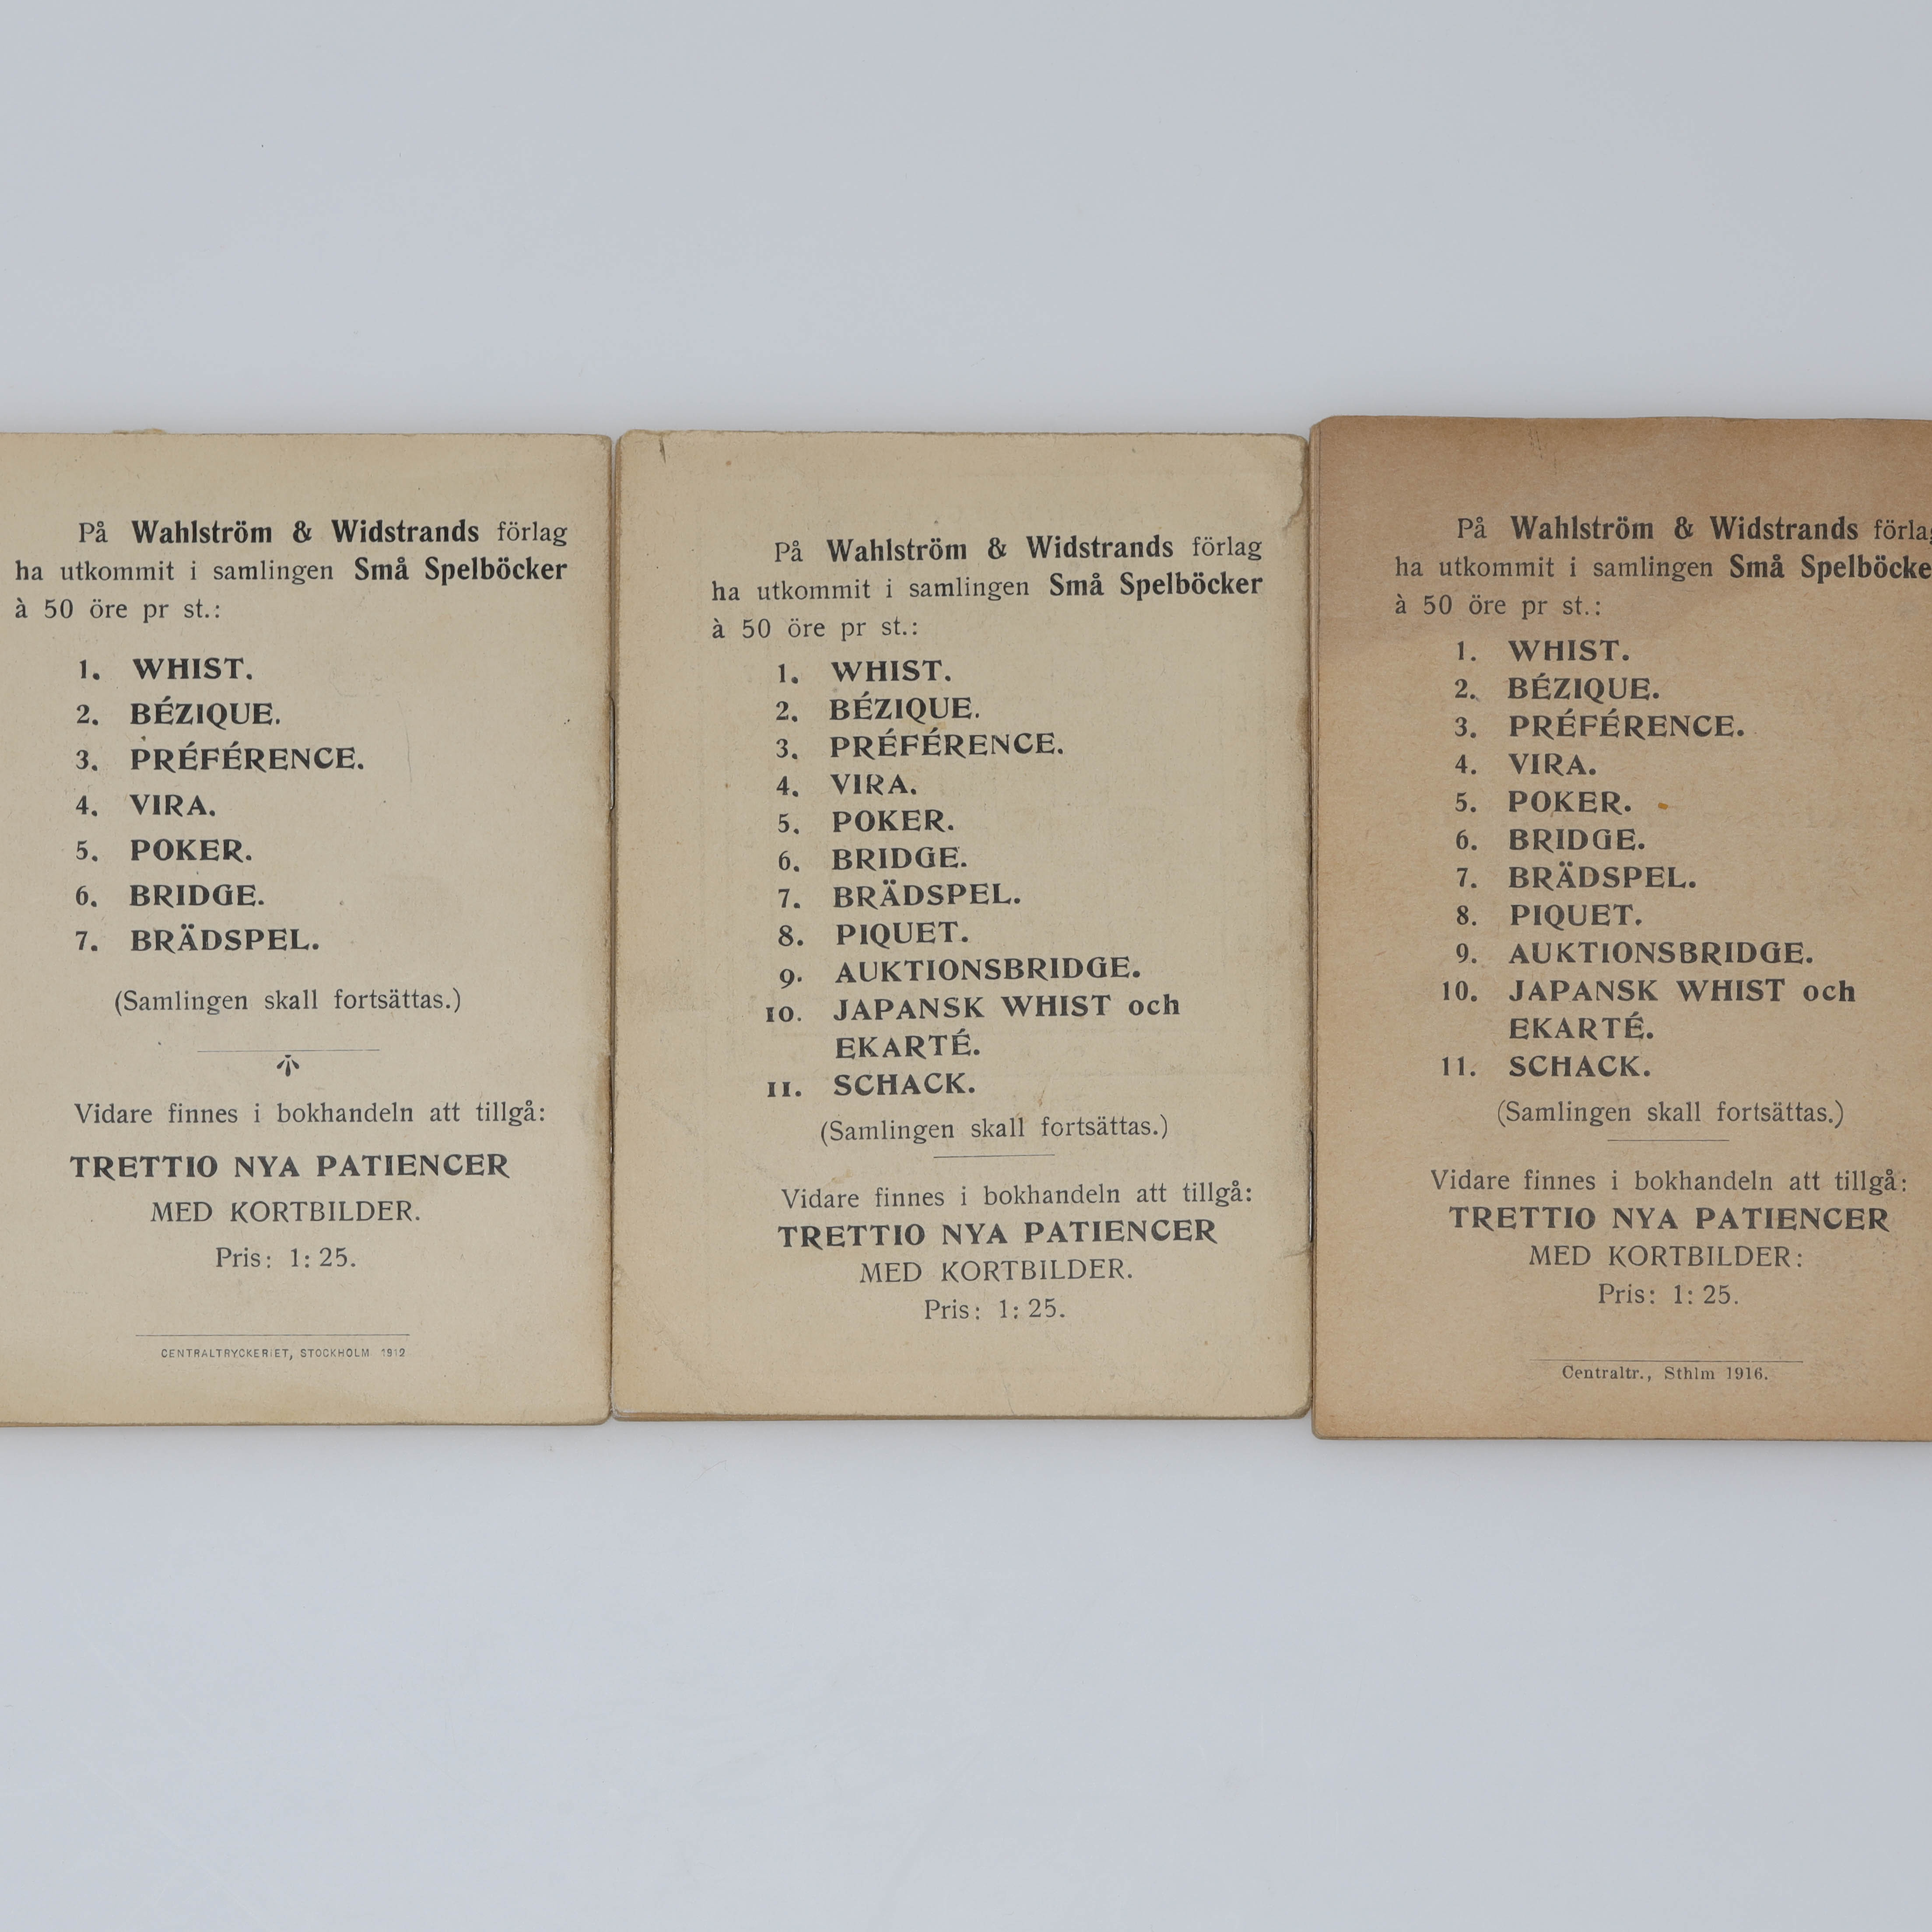 På Wahlström & Widstrands förlag
ha utkommit i samlingen Små Spelböcker
à 50 öre pr st.:
1. WHIST.
2. BÉZIQUE.
3. PRÉFÉRENCE.
4. VIRA.
5. POKER.
6. BRIDGE.
7. BRÄDSPEL.
(Samlingen skall fortsättas.)
Vidare finnes i bokhandeln att tillgå:
TRETTIO NYA PATIENCER
MED KORTBILDER.
Pris: 1: 25.
CENTRALTRYCKERIET, STOCKHOLM 1912
På Wahlström & Widstrands förlag
ha utkommit i samlingen Små Spelböcker
à 50 öre pr st.:
1. WHIST.
2. BÉZIQUE.
3. PRÉFÉRENCE.
4. VIRA.
5. POKER.
6. BRIDGE.
7. BRÄDSPEL.
8. PIQUET.
9. AUKTIONSBRIDGE.
10. JAPANSK WHIST och
EKARTÉ.
11. SCHACK.
(Samlingen skall fortsättas.)
Vidare finnes i bokhandeln att tillgå:
TRETTIO NYA PATIENCER
MED KORTBILDER.
Pris: 1: 25.
På Wahlström & Widstrands förla
ha utkommit i samlingen Små Spelböcke
à 50 öre pr st.:
1. WHIST.
2. BÉZIQUE.
3. PRÉFÉRENCE.
4. VIRA.
5. POKER.
6. BRIDGE.
7. BRÄDSPEL.
8. PIQUET.
9. AUKTIONSBRIDGE.
10. JAPANSK WHIST och
EKARTÉ.
11. SCHACK.
(Samlingen skall fortsättas.)
Vidare finnes i bokhandeln att tillgå:
TRETTIO NYA PATIENCER
MED KORTBILDER:
Pris: 1: 25.
Centraltr., Sthlm 1916.